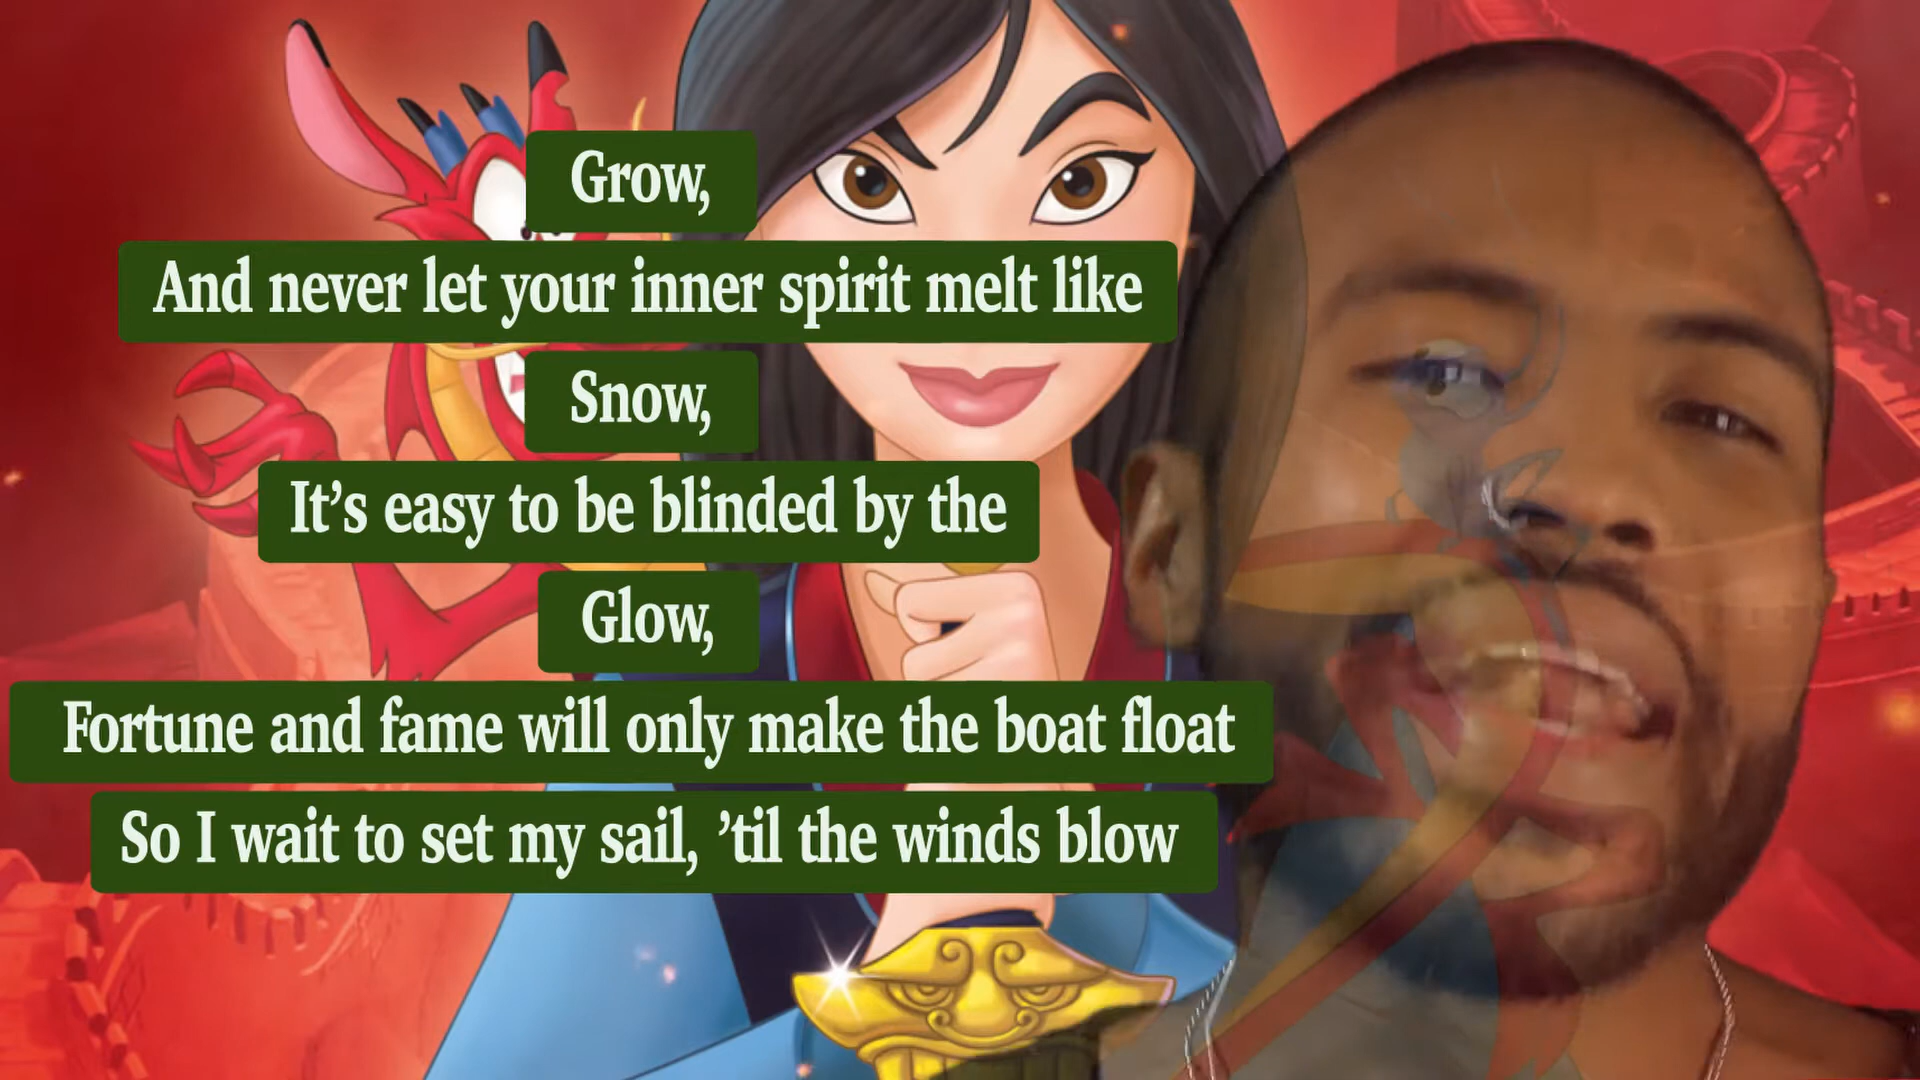 Grow,
And never let your inner spirit melt like
Snow,
It’s easy to be blinded by the
Glow,
Fortune and fame will only make the boat float
So I wait to set my sail, ’til the winds blow